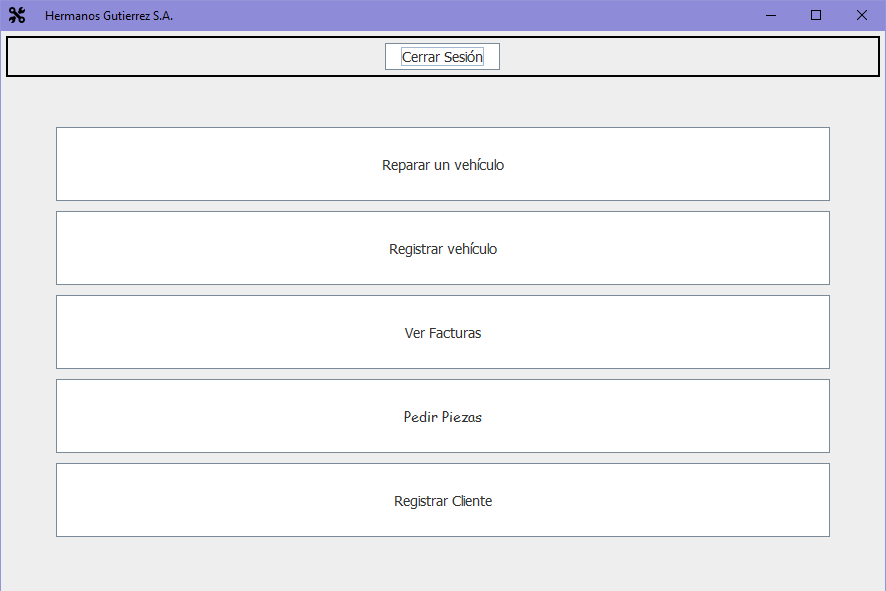 Hermanos Gutierrez S.A.
Cerrar Sesión
Reparar un vehículo
Registrar vehículo
Ver Facturas
Pedir Piezas
Registrar Cliente